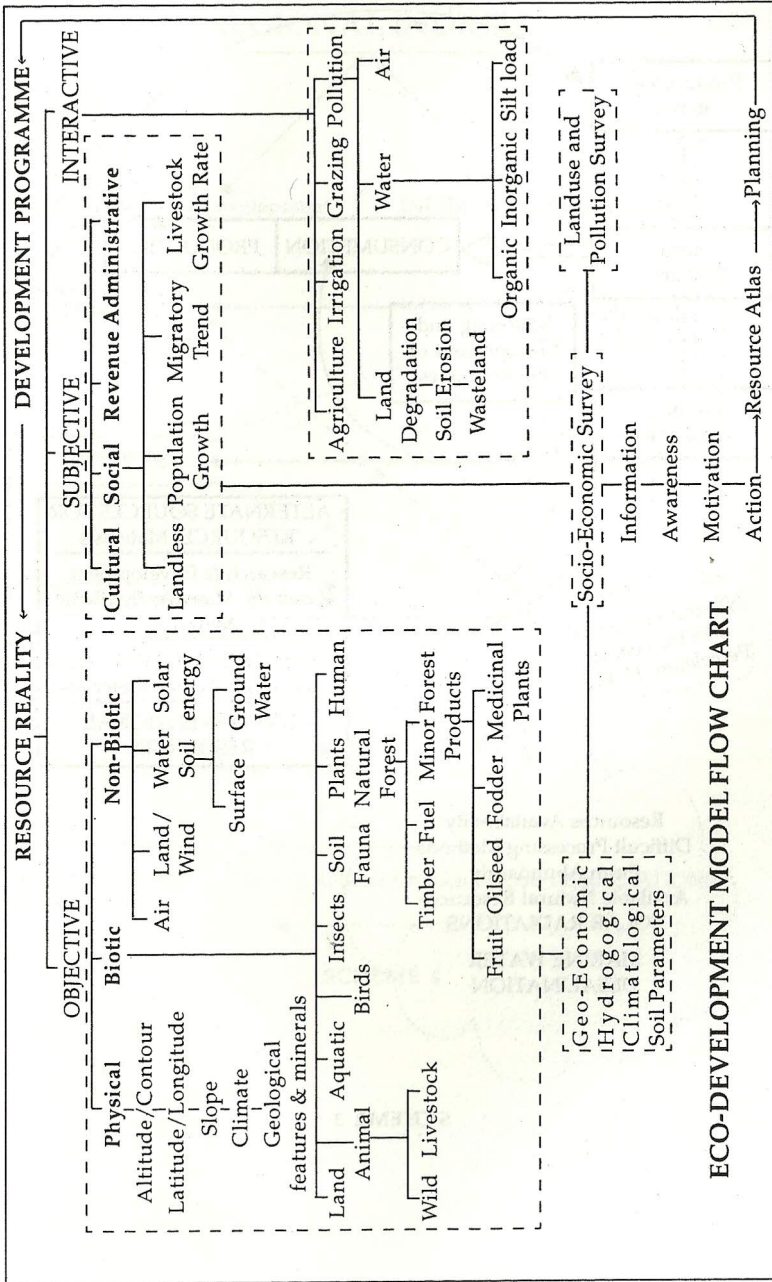 RESOURCE REALITY
DEVELOPMENT PROGRAMME
OBJECTIVE
SUBJECTIVE
INTERACTIVE
Physical
Altitude/Contour
Latitude/Longitude
Slope
Climate
Geological
features & minerals
Biotic
Non-Biotic
Air Land/ Water Solar
Wind Soil energy
Surface Ground
Water
Land Aquatic Insects Soil Plants Human
Animal Birds Fauna Natural
Forest
Wild Livestock
Timber Fuel Minor Forest
Products
Fruit Oilseed Fodder Medicinal
Plants
Cultural Social Revenue Administrative
Landless Population Migratory Livestock
Growth Trend Growth Rate
Agriculture Irrigation Grazing Pollution
Land Water Air
Degradation
Soil Erosion
Wasteland
Organic Inorganic Silt load
Geo-Economic
Hydrogogical
Climatological
Soil Parameter
Socio-Economic Survey
Landuse and
Pollution Survey
Information
Awareness
Motivation
Action Resource Atlas Planning
ECO-DEVELOPMENT MODEL FLOW CHART